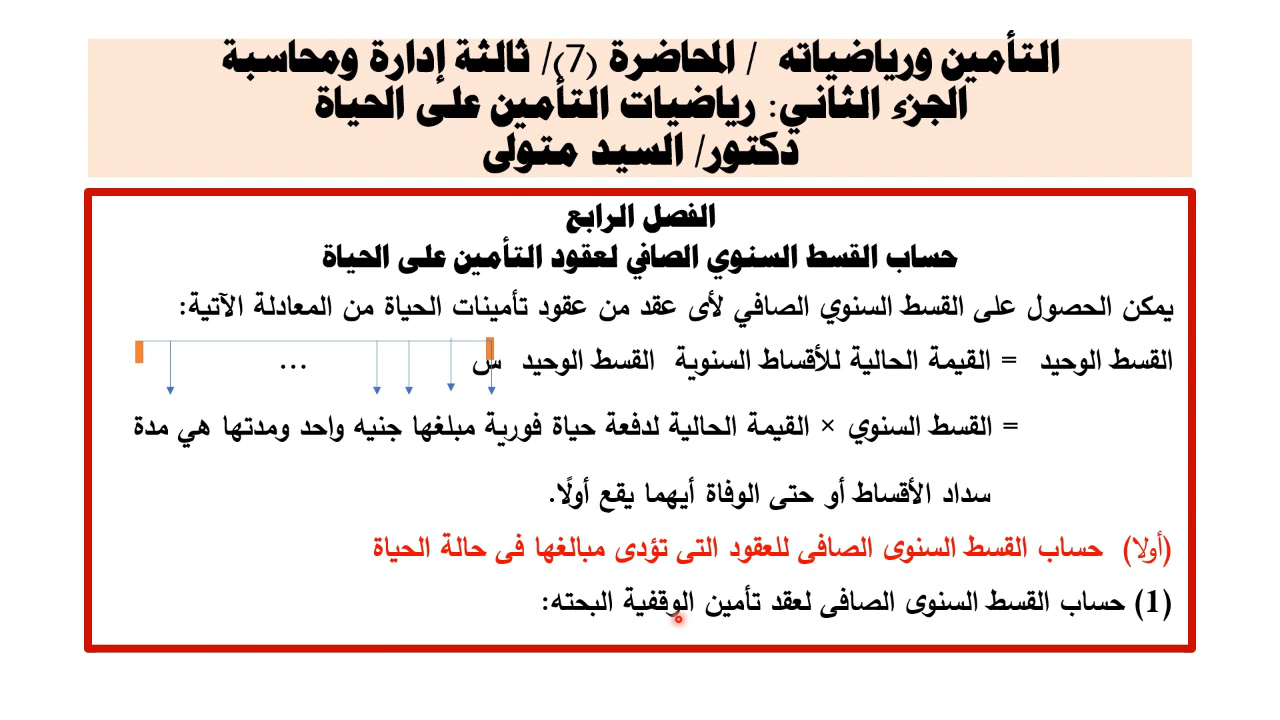 التأمين ورياضياته / المحاضرة (7)/ ثالثة إدارة ومحاسبة
الجزء الثاني: رياضيات التأمين على الحياة
دكتور/ السيد متولى
الفصل الرابع
حساب القسط السنوي الصافي لعقود التأمين على الحياة
يمكن الحصول على القسط السنوي الصافي لأى عقد من عقود تأمينات الحياة من المعادلة الآتية:
القسط الوحيد = القيمة الحالية للأقساط السنوية القسط الوحيد س ...
= القسط السنوي × القيمة الحالية لدفعة حياة فورية مبلغها جنيه واحد ومدتها هي مدة
سداد الأقساط أو حتى الوفاة أيهما يقع أولًا.
(أولا) حساب القسط السنوى الصافى للعقود التى تؤدى مبالغها فى حالة الحياة
(1) حساب القسط السنوى الصافى لعقد تأمين الوقفية البحته: